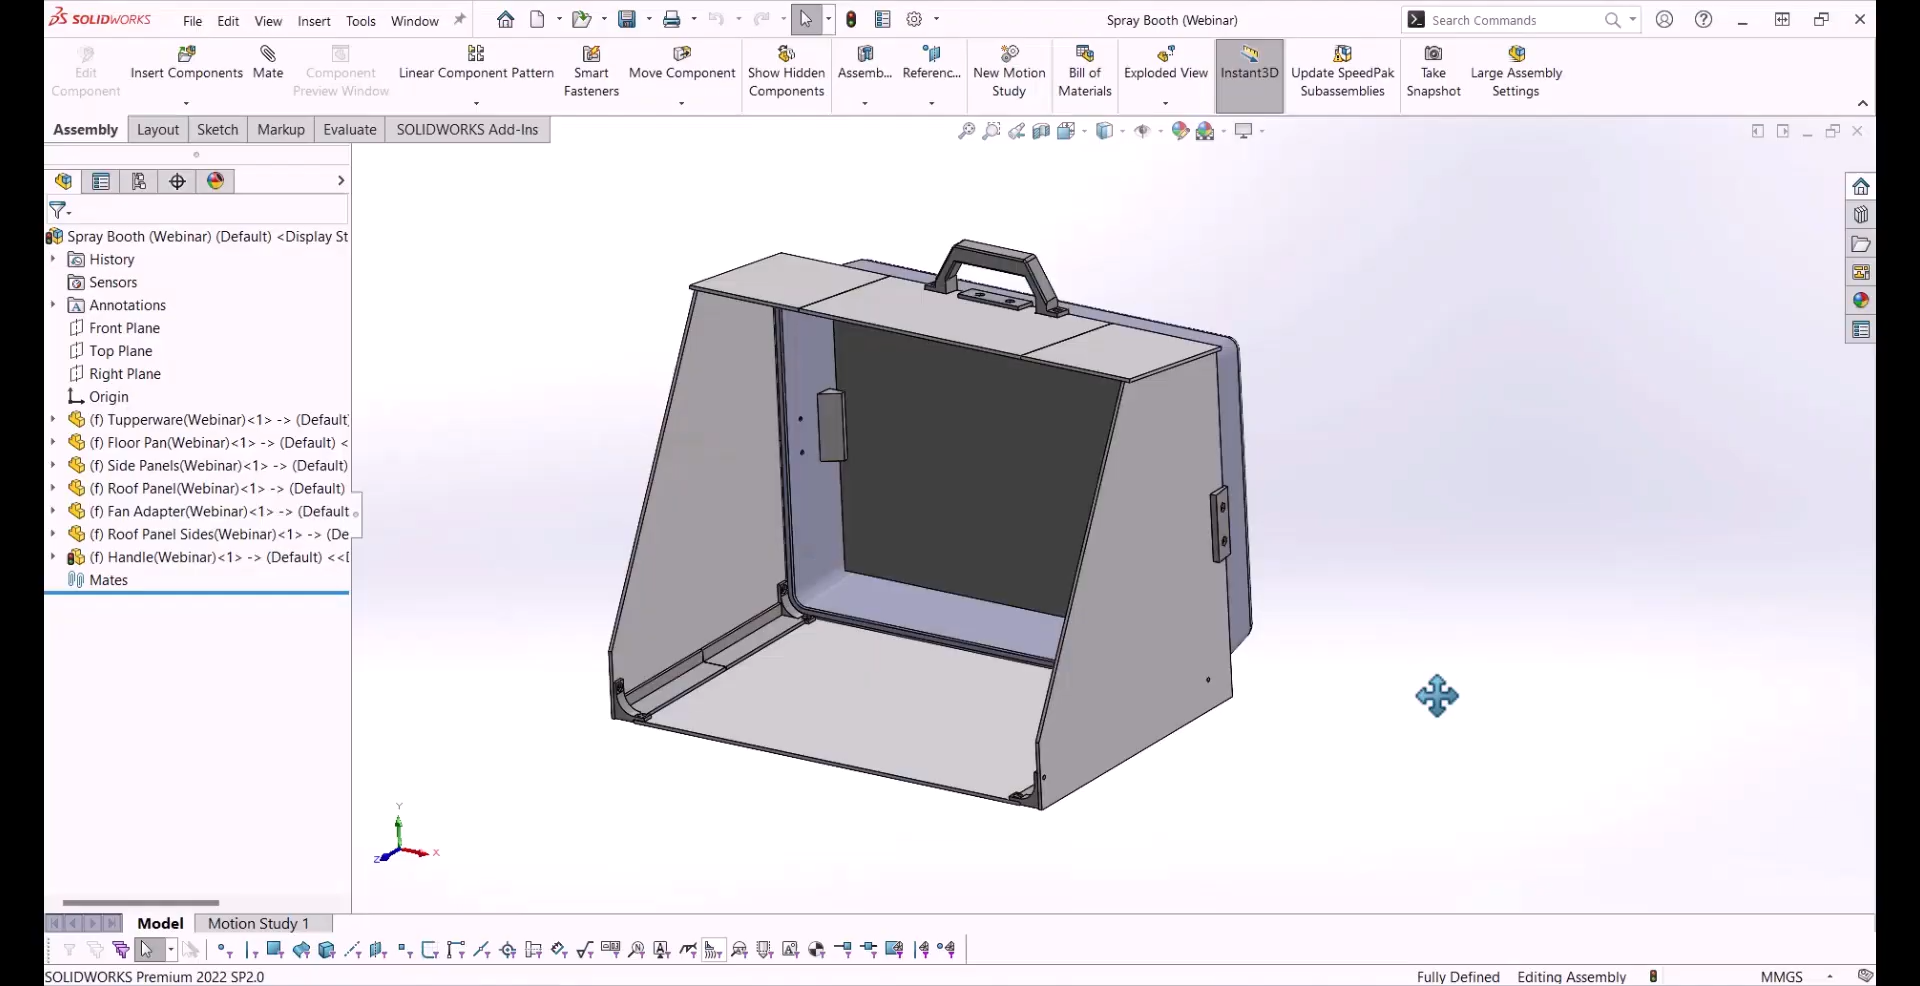 SOLIDWORKS
File Edit View Insert Tools Window
Spray Booth (Webinar)
Search Commands
Edit Component
Insert Components
Mate
Component Preview Window
Linear Component Pattern
Smart Fasteners
Move Component
Show Hidden Components
Assemb...
Referenc...
New Motion Study
Bill of Materials
Exploded View
Instant3D
Update SpeedPak Subassemblies
Take Snapshot
Large Assembly Settings
Assembly Layout Sketch Markup Evaluate SOLIDWORKS Add-Ins
Spray Booth (Webinar) (Default) <Display St
History
Sensors
Annotations
Front Plane
Top Plane
Right Plane
Origin
(f) Tupperware(Webinar)<1> -> (Default)
(f) Floor Pan(Webinar)<1> -> (Default) <
(f) Side Panels(Webinar)<1> -> (Default)
(f) Roof Panel(Webinar)<1> -> (Default)
(f) Fan Adapter(Webinar)<1> -> (Default
(f) Roof Panel Sides(Webinar)<1> -> (De
(f) Handle(Webinar)<1> -> (Default) <<D
Mates
Y
Z
X
Model Motion Study 1
SOLIDWORKS Premium 2022 SP2.0
Fully Defined Editing Assembly MMGS